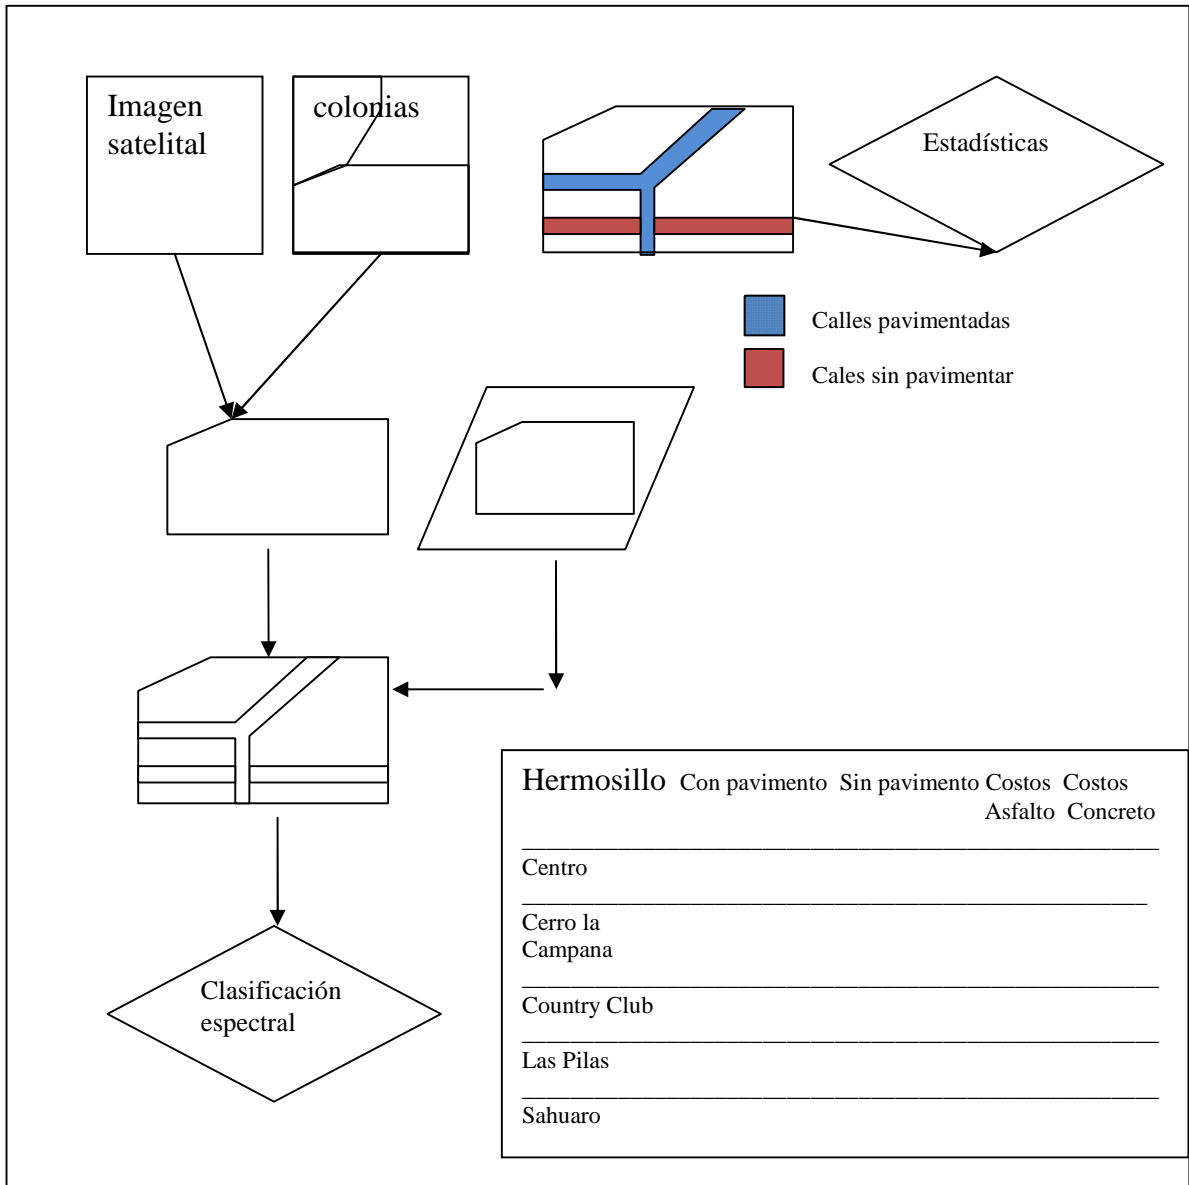 Imagen
satelital
colonias
Estadísticas
Calles pavimentadas
Cales sin pavimentar
Hermosillo Con pavimento Sin pavimento Costos Costos
Asfalto Concreto
Centro
Cerro la
Campana
Country Club
Las Pilas
Sahuaro
Clasificación
espectral